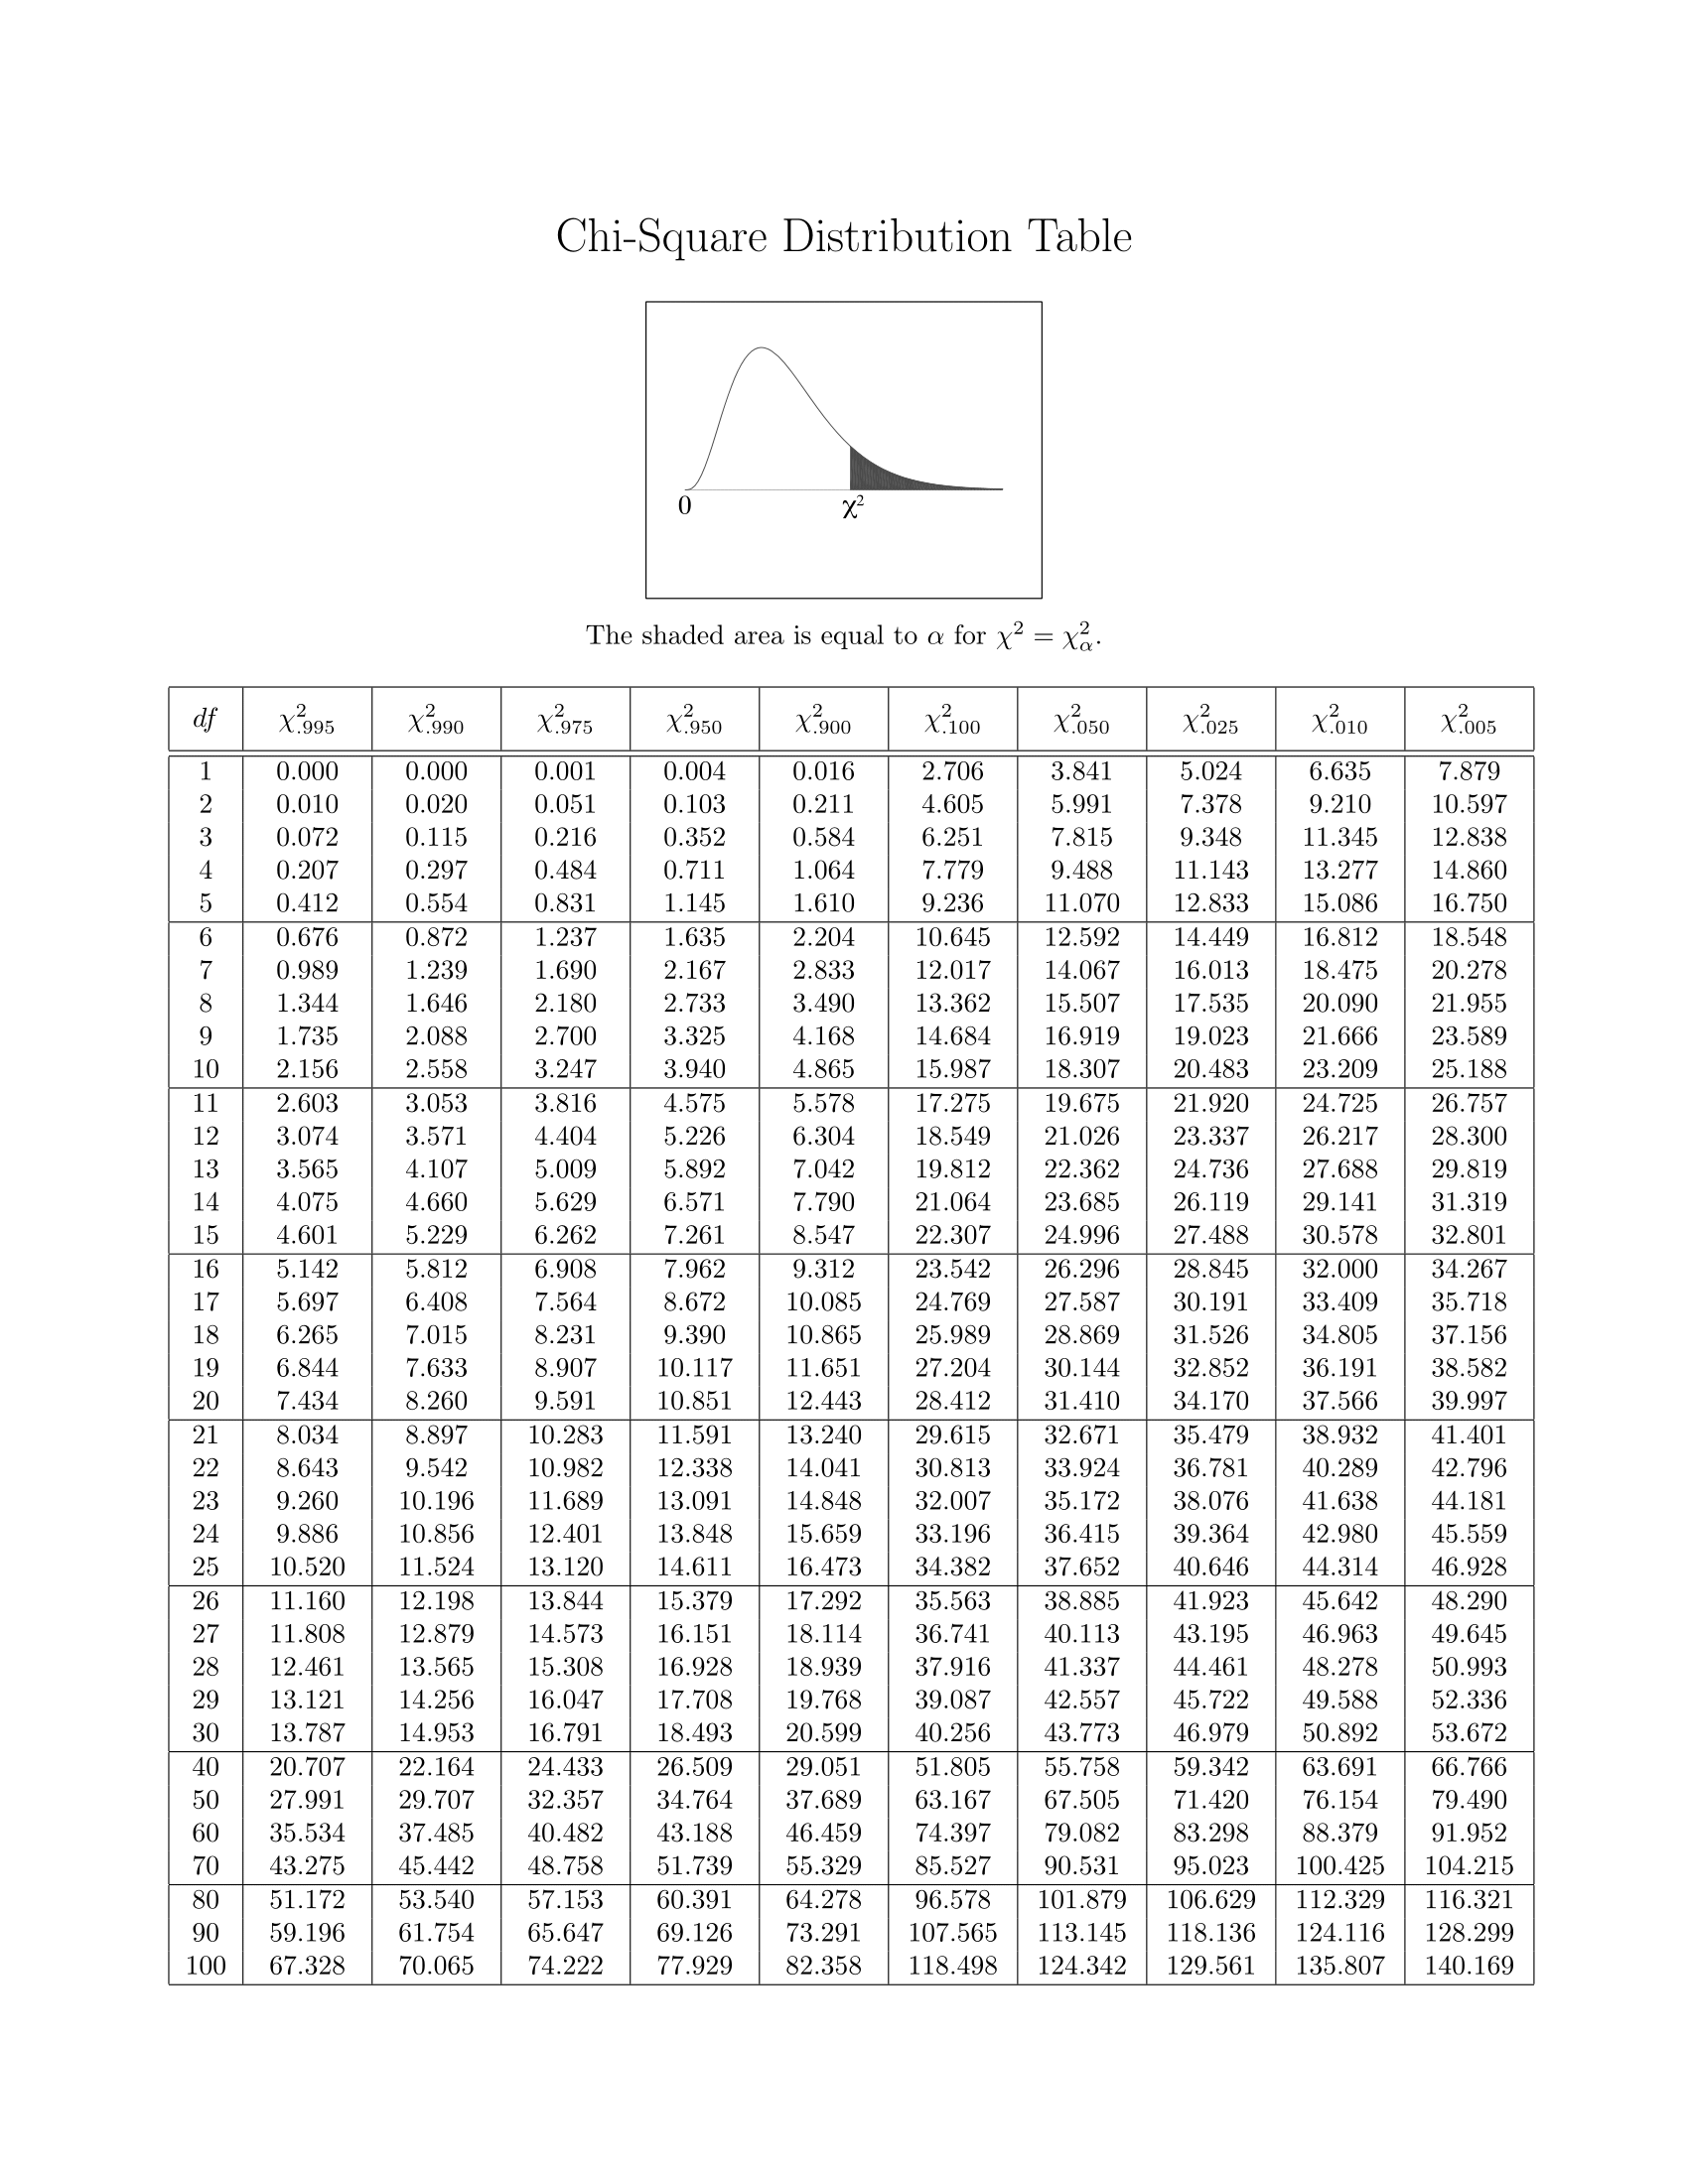 Chi-Square Distribution Table
0
χ²
The shaded area is equal to α for χ² = χ²α.
df χ².995 χ².990 χ².975 χ².950 χ².900 χ².100 χ².050 χ².025 χ².010 χ².005
1 0.000 0.000 0.001 0.004 0.016 2.706 3.841 5.024 6.635 7.879
2 0.010 0.020 0.051 0.103 0.211 4.605 5.991 7.378 9.210 10.597
3 0.072 0.115 0.216 0.352 0.584 6.251 7.815 9.348 11.345 12.838
4 0.207 0.297 0.484 0.711 1.064 7.779 9.488 11.143 13.277 14.860
5 0.412 0.554 0.831 1.145 1.610 9.236 11.070 12.833 15.086 16.750
6 0.676 0.872 1.237 1.635 2.204 10.645 12.592 14.449 16.812 18.548
7 0.989 1.239 1.690 2.167 2.833 12.017 14.067 16.013 18.475 20.278
8 1.344 1.646 2.180 2.733 3.490 13.362 15.507 17.535 20.090 21.955
9 1.735 2.088 2.700 3.325 4.168 14.684 16.919 19.023 21.666 23.589
10 2.156 2.558 3.247 3.940 4.865 15.987 18.307 20.483 23.209 25.188
11 2.603 3.053 3.816 4.575 5.578 17.275 19.675 21.920 24.725 26.757
12 3.074 3.571 4.404 5.226 6.304 18.549 21.026 23.337 26.217 28.300
13 3.565 4.107 5.009 5.892 7.042 19.812 22.362 24.736 27.688 29.819
14 4.075 4.660 5.629 6.571 7.790 21.064 23.685 26.119 29.141 31.319
15 4.601 5.229 6.262 7.261 8.547 22.307 24.996 27.488 30.578 32.801
16 5.142 5.812 6.908 7.962 9.312 23.542 26.296 28.845 32.000 34.267
17 5.697 6.408 7.564 8.672 10.085 24.769 27.587 30.191 33.409 35.718
18 6.265 7.015 8.231 9.390 10.865 25.989 28.869 31.526 34.805 37.156
19 6.844 7.633 8.907 10.117 11.651 27.204 30.144 32.852 36.191 38.582
20 7.434 8.260 9.591 10.851 12.443 28.412 31.410 34.170 37.566 39.997
21 8.034 8.897 10.283 11.591 13.240 29.615 32.671 35.479 38.932 41.401
22 8.643 9.542 10.982 12.338 14.041 30.813 33.924 36.781 40.289 42.796
23 9.260 10.196 11.689 13.091 14.848 32.007 35.172 38.076 41.638 44.181
24 9.886 10.856 12.401 13.848 15.659 33.196 36.415 39.364 42.980 45.559
25 10.520 11.524 13.120 14.611 16.473 34.382 37.652 40.646 44.314 46.928
26 11.160 12.198 13.844 15.379 17.292 35.563 38.885 41.923 45.642 48.290
27 11.808 12.879 14.573 16.151 18.114 36.741 40.113 43.195 46.963 49.645
28 12.461 13.565 15.308 16.928 18.939 37.916 41.337 44.461 48.278 50.993
29 13.121 14.256 16.047 17.708 19.768 39.087 42.557 45.722 49.588 52.336
30 13.787 14.953 16.791 18.493 20.599 40.256 43.773 46.979 50.892 53.672
40 20.707 22.164 24.433 26.509 29.051 51.805 55.758 59.342 63.691 66.766
50 27.991 29.707 32.357 34.764 37.689 63.167 67.505 71.420 76.154 79.490
60 35.534 37.485 40.482 43.188 46.459 74.397 79.082 83.298 88.379 91.952
70 43.275 45.442 48.758 51.739 55.329 85.527 90.531 95.023 100.425 104.215
80 51.172 53.540 57.153 60.391 64.278 96.578 101.879 106.629 112.329 116.321
90 59.196 61.754 65.647 69.126 73.291 107.565 113.145 118.136 124.116 128.299
100 67.328 70.065 74.222 77.929 82.358 118.498 124.342 129.561 135.807 140.169